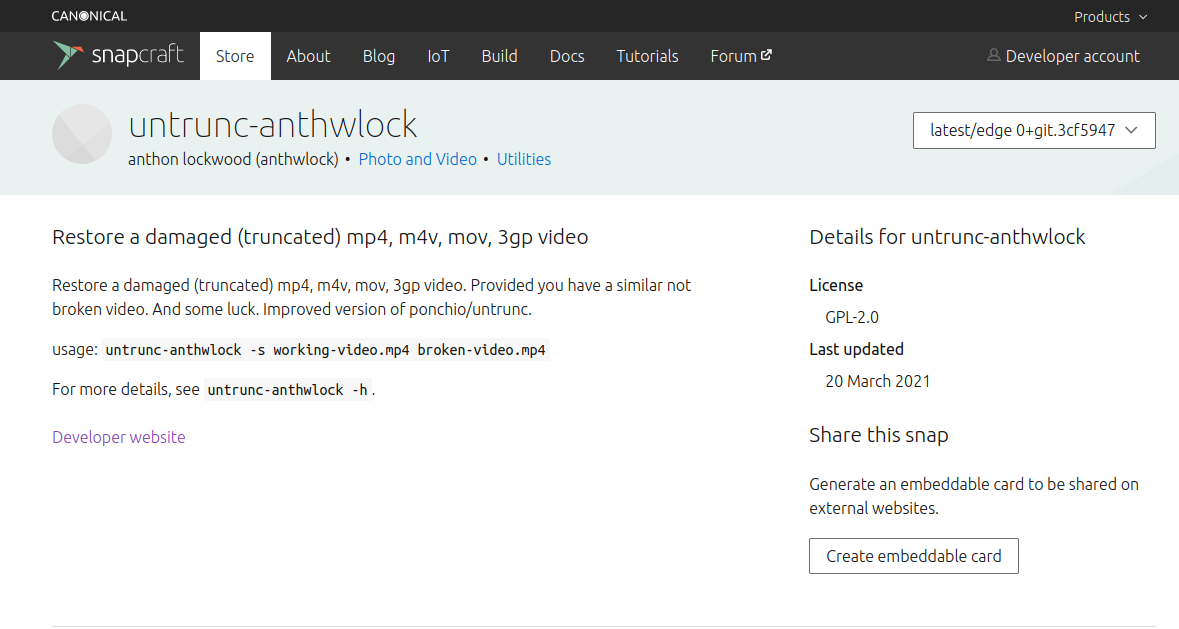 CANONICAL
Products
snapcraft
Store
About
Blog
IoT
Build
Docs
Tutorials
Forum
Developer account
untrunc-anthwlock
anthon lockwood (anthwlock) • Photo and Video • Utilities
latest/edge 0+git.3cf5947
Restore a damaged (truncated) mp4, m4v, mov, 3gp video
Restore a damaged (truncated) mp4, m4v, mov, 3gp video. Provided you have a similar not
broken video. And some luck. Improved version of ponchio/untrunc.
usage: untrunc-anthwlock -s working-video.mp4 broken-video.mp4
For more details, see untrunc-anthwlock -h.
Developer website
Details for untrunc-anthwlock
License
GPL-2.0
Last updated
20 March 2021
Share this snap
Generate an embeddable card to be shared on
external websites.
Create embeddable card